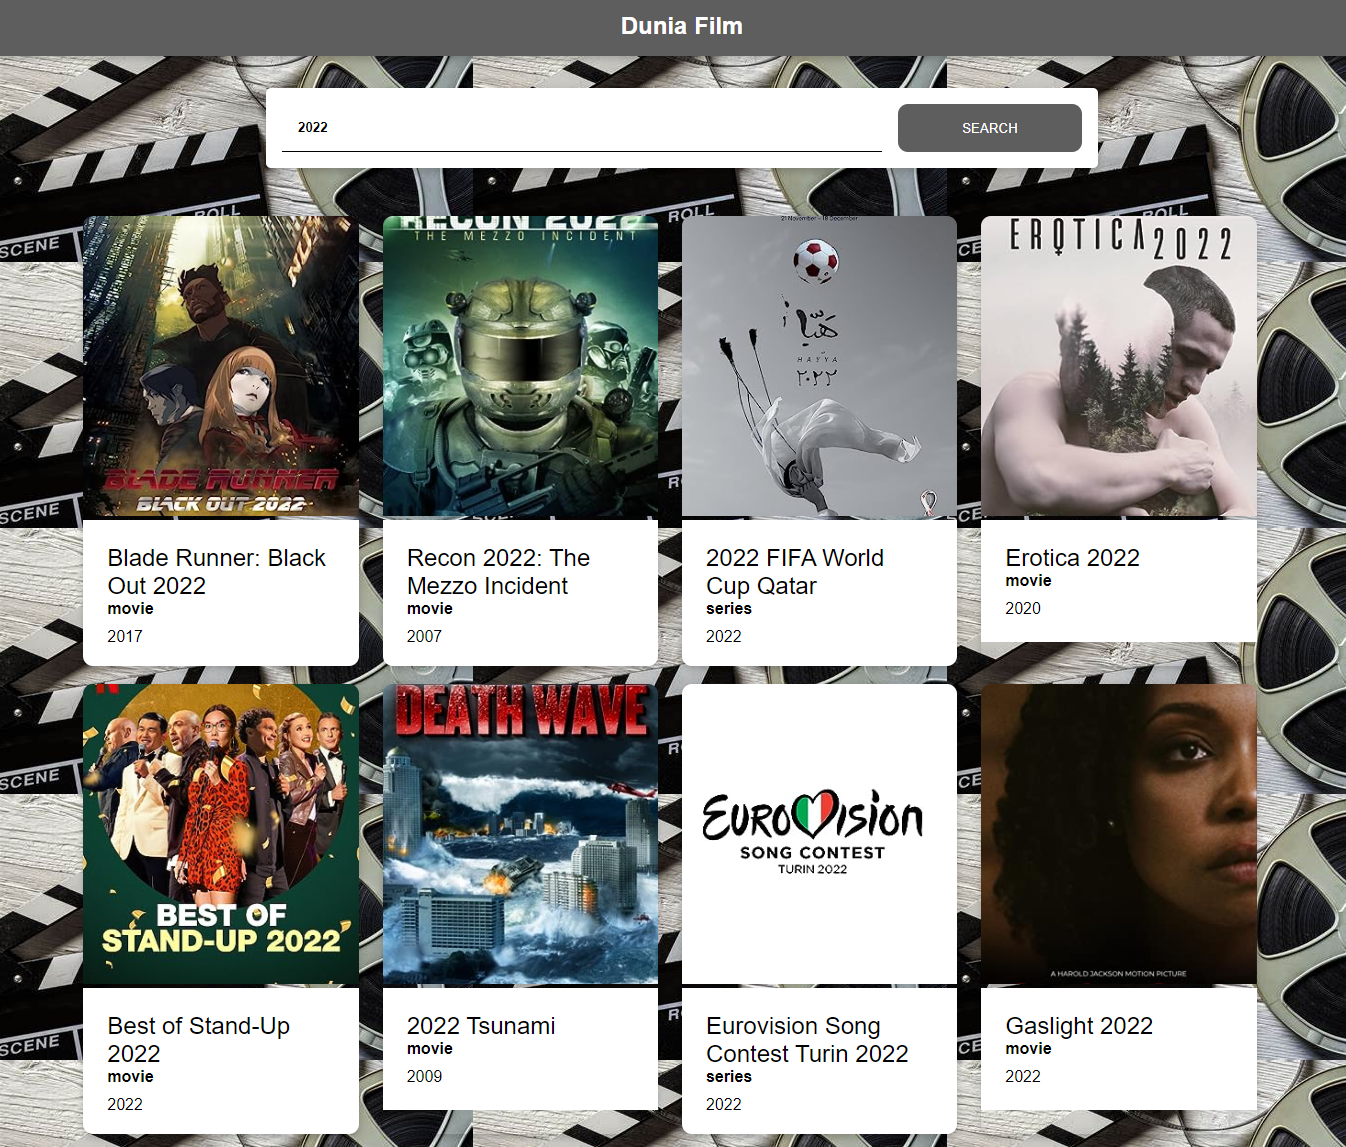 Dunia Film
2022
SEARCH
ROLL
SCENE
BLADE RUNNER
BLACK OUT 2022
Blade Runner: Black
Out 2022
movie
2017
RECON 2022
THE MEZZO INCIDENT
Recon 2022: The
Mezzo Incident
movie
2007
21 November - 18 December
هَيّا
HAYYA
٢٠٢٢
2022 FIFA World
Cup Qatar
series
2022
EROTICA 2022
Erotica 2022
movie
2020
BEST OF
STAND-UP 2022
Best of Stand-Up
2022
movie
2022
DEATH WAVE
2022 Tsunami
movie
2009
EUROVISION
SONG CONTEST
TURIN 2022
Eurovision Song
Contest Turin 2022
series
2022
A HAROLD JACKSON MOTION PICTURE
Gaslight 2022
movie
2022